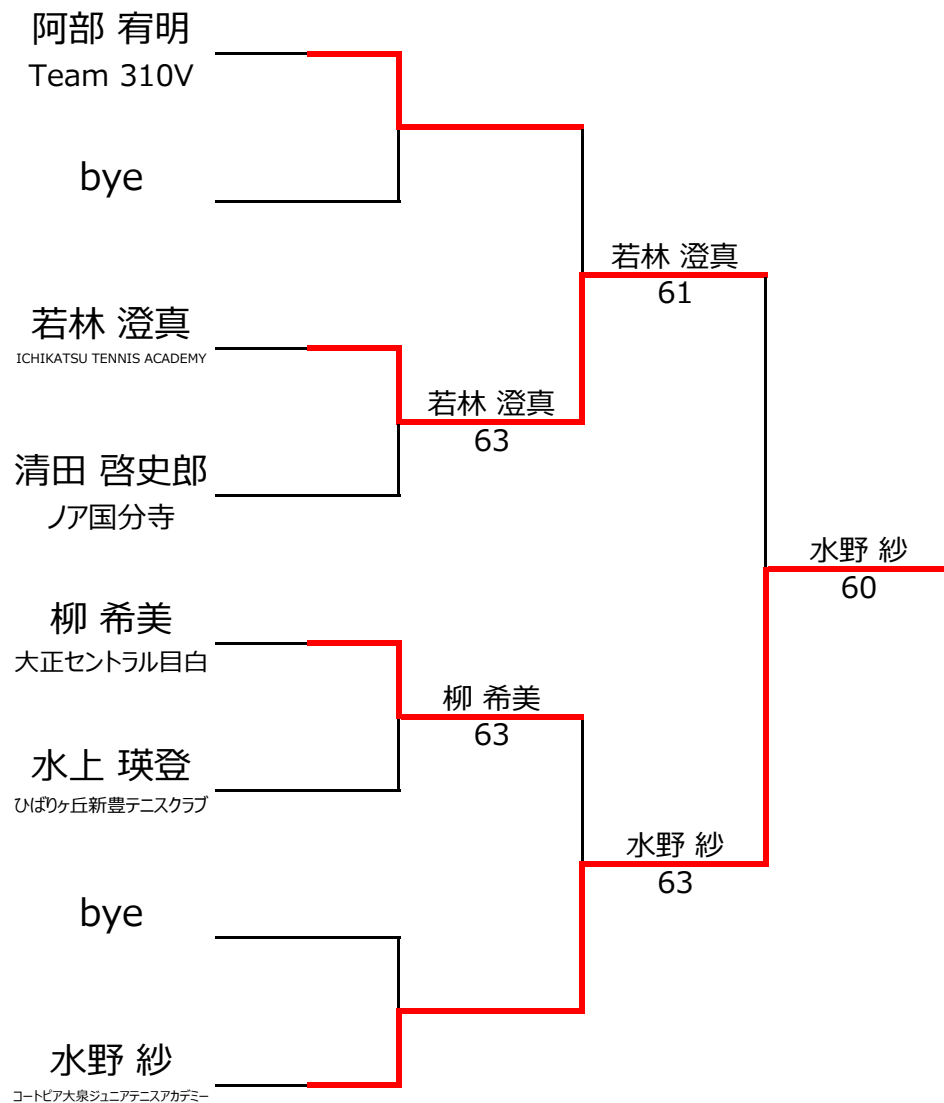 阿部 宥明
Team 310V
bye
若林 澄真
61
若林 澄真
ICHIKATSU TENNIS ACADEMY
若林 澄真
63
清田 啓史郎
ノア国分寺
水野 紗
60
柳 希美
大正セントラル目白
柳 希美
63
水上 瑛登
ひばりヶ丘新豊テニスクラブ
水野 紗
63
bye
水野 紗
コートピア大泉ジュニアテニスアカデミー